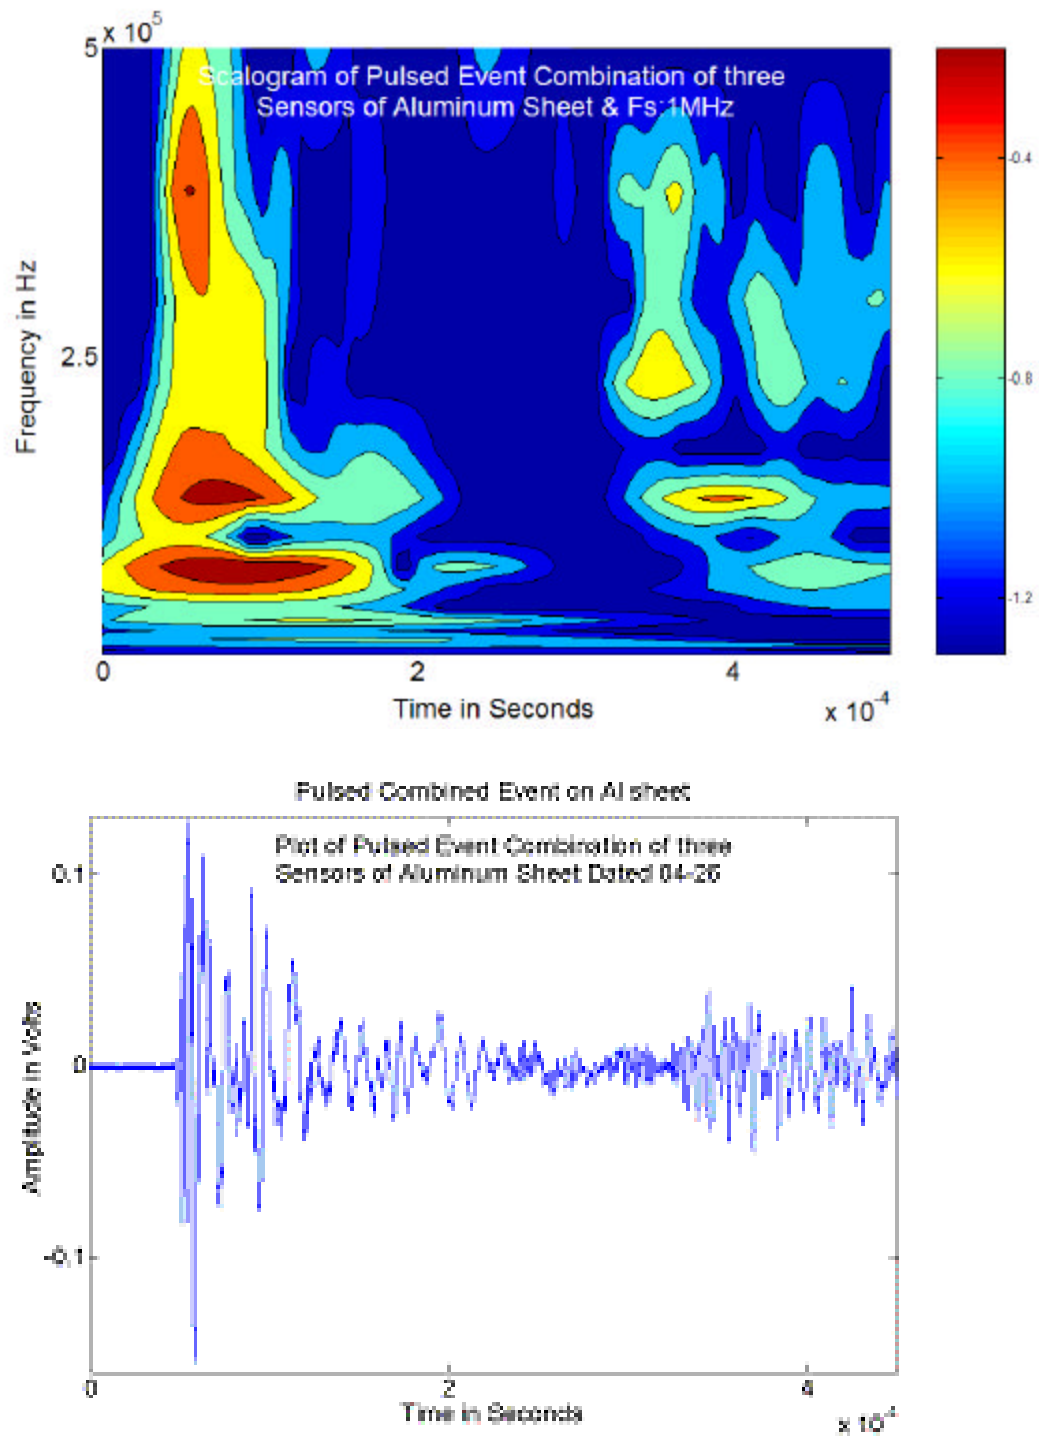 5 x 10⁵
Scalogram of Pulsed Event Combination of three
Sensors of Aluminum Sheet & Fs:1MHz
-0.4
Frequency in Hz
2.5
-0.8
-1.2
0 2 4
Time in Seconds
x 10⁻⁴
Pulsed Combined Event on Al sheet
Plot of Pulsed Event Combination of three
Sensors of Aluminum Sheet Dated 04-26
0.1
Amplitude in Volts
0
-0.1
0 2 4
Time in Seconds
x 10⁻⁴